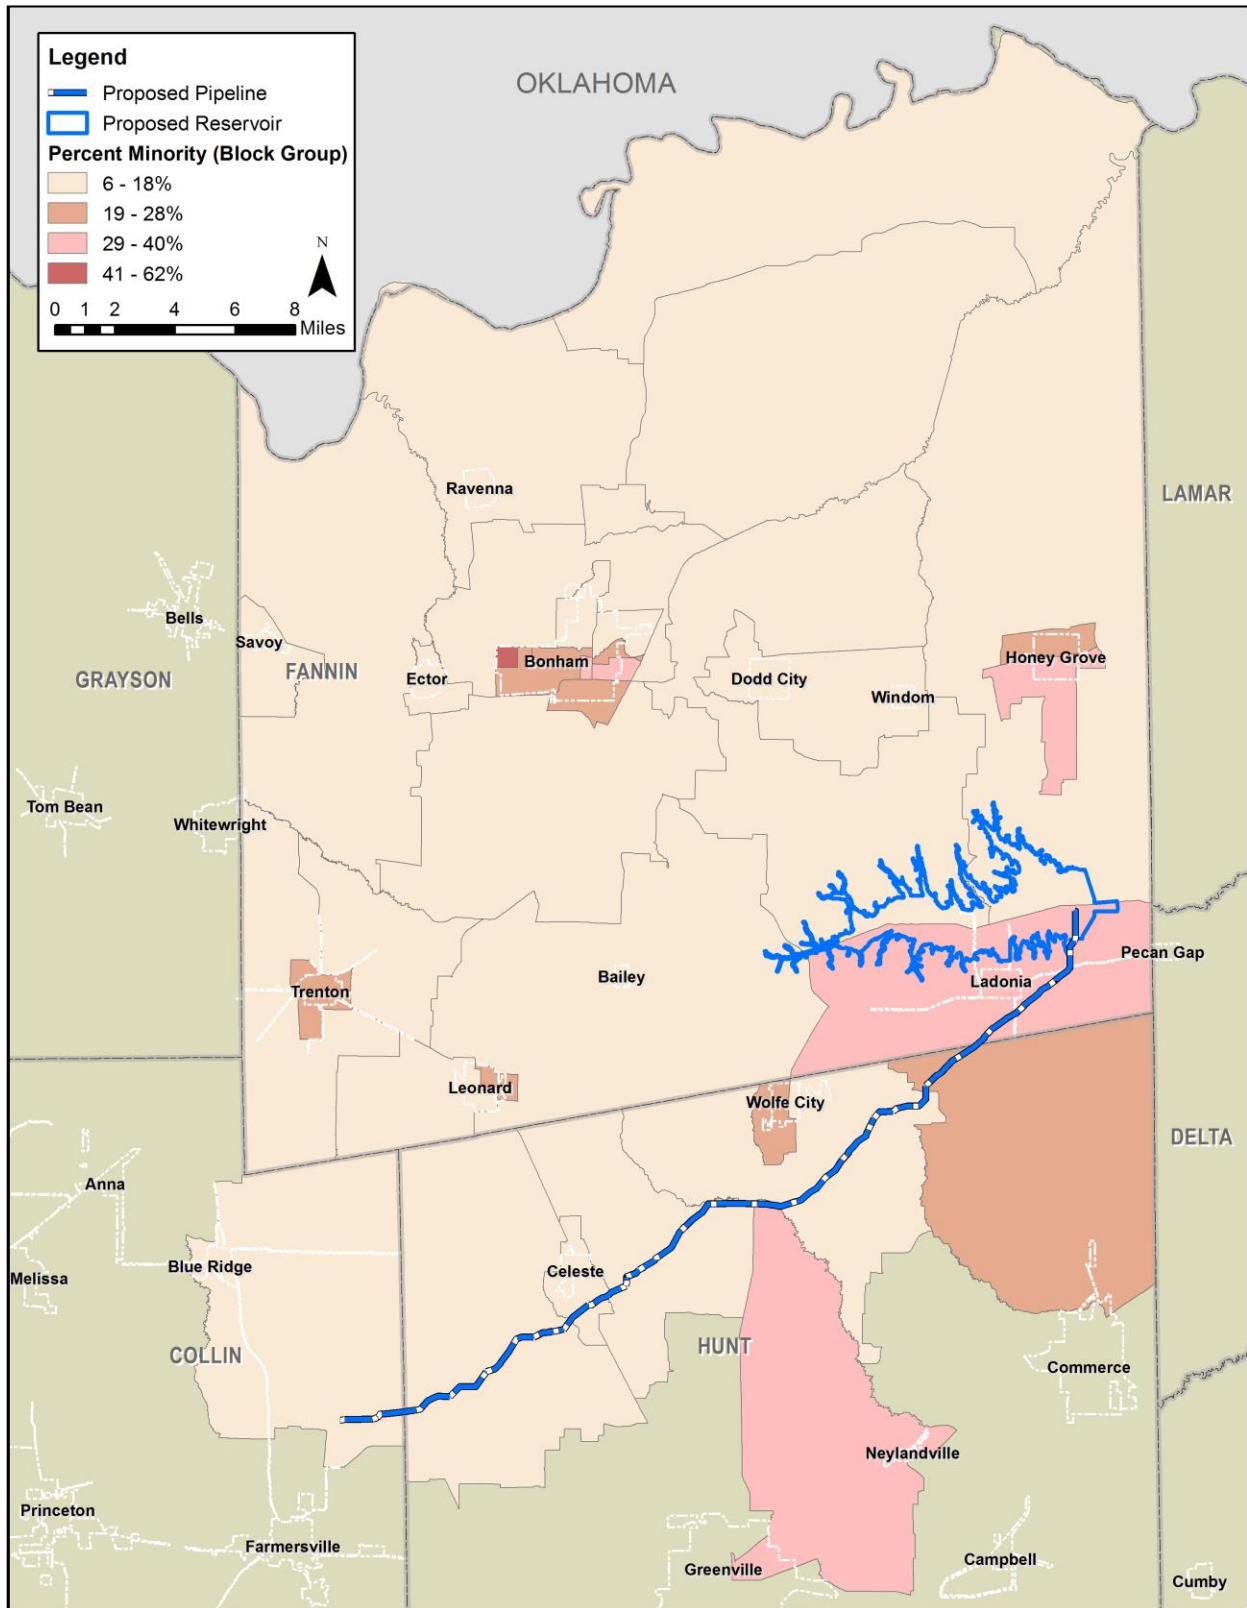 Legend
Proposed Pipeline
Proposed Reservoir
Percent Minority (Block Group)
6 - 18%
19 - 28%
29 - 40%
41 - 62%
N
0 1 2 4 6 8
Miles
OKLAHOMA
Ravenna
LAMAR
Bells
Savoy
GRAYSON
FANNIN
Ector
Bonham
Dodd City
Windom
Honey Grove
Tom Bean
Whitewright
Trenton
Bailey
Ladonia
Pecan Gap
Leonard
Wolfe City
DELTA
Anna
Melissa
Blue Ridge
Celeste
COLLIN
HUNT
Commerce
Neylandville
Princeton
Farmersville
Greenville
Campbell
Cumby